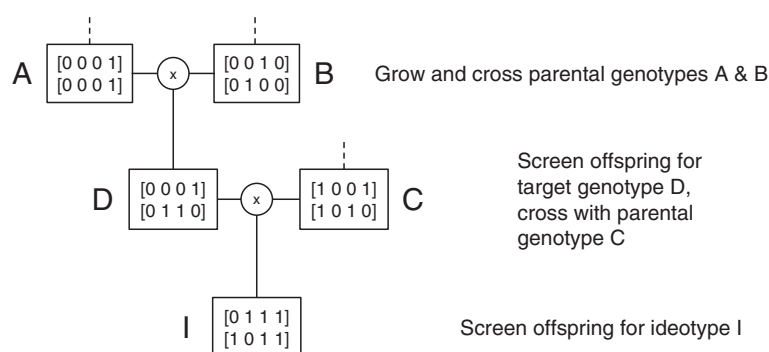 A
[0 0 0 1]
[0 0 0 1]
x
[0 0 1 0]
[0 1 0 0]
B
Grow and cross parental genotypes A & B
D
[0 0 0 1]
[0 1 1 0]
x
[1 0 0 1]
[1 0 1 0]
C
Screen offspring for
target genotype D,
cross with parental
genotype C
I
[0 1 1 1]
[1 0 1 1]
Screen offspring for ideotype I